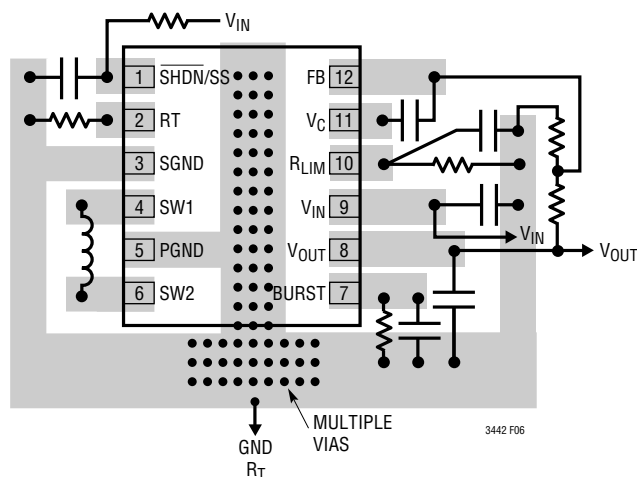 V_IN
1 SHDN/SS
2 RT
3 SGND
4 SW1
5 PGND
6 SW2
FB 12
V_C 11
R_LIM 10
V_IN 9
V_OUT 8
BURST 7
V_IN
V_OUT
MULTIPLE
VIAS
GND
R_T
3442 F06